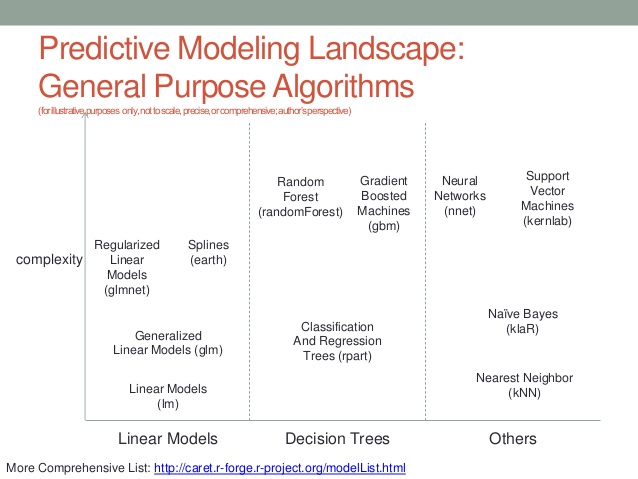 Predictive Modeling Landscape:
General Purpose Algorithms
(for illustrative purposes only, not to scale, precise, or comprehensive; author's perspective)
complexity
Regularized
Linear
Models
(glmnet)
Splines
(earth)
Generalized
Linear Models (glm)
Linear Models
(lm)
Random
Forest
(randomForest)
Gradient
Boosted
Machines
(gbm)
Classification
And Regression
Trees (rpart)
Neural
Networks
(nnet)
Support
Vector
Machines
(kernlab)
Naïve Bayes
(klaR)
Nearest Neighbor
(kNN)
Linear Models
Decision Trees
Others
More Comprehensive List: http://caret.r-forge.r-project.org/modelList.html